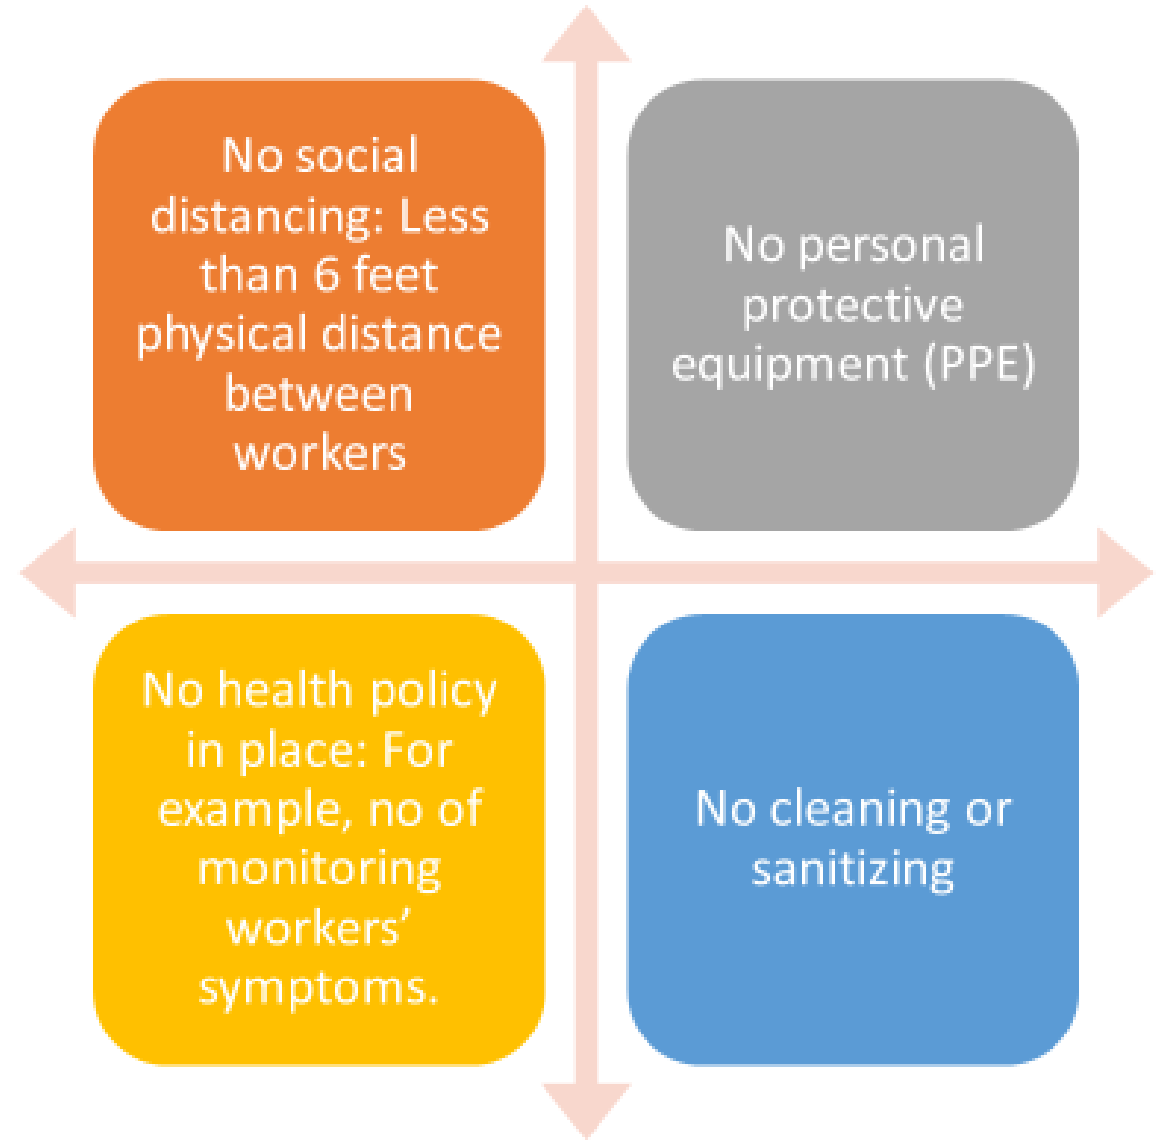 No social
distancing: Less
than 6 feet
physical distance
between
workers
No personal
protective
equipment (PPE)
No health policy
in place: For
example, no of
monitoring
workers’
symptoms.
No cleaning or
sanitizing